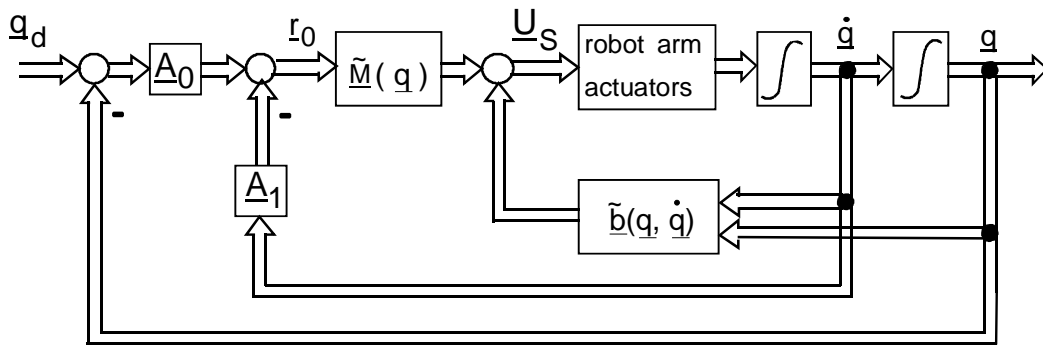 q_d
A_0
r_0
M̃(q)
U_S
robot arm
actuators
∫
q̇
∫
q
-
-
A_1
b̃(q, q̇)